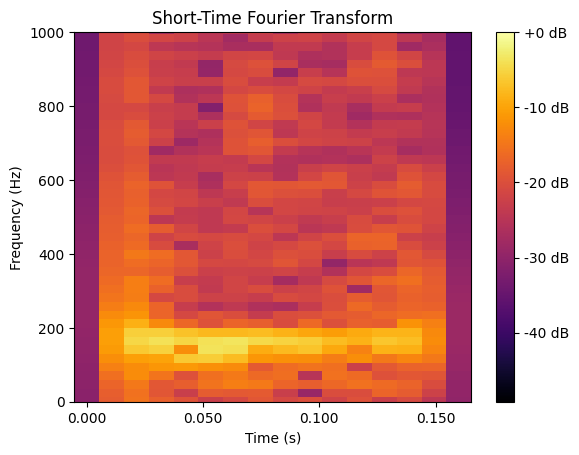 Short-Time Fourier Transform
1000
800
600
400
200
0
Frequency (Hz)
0.000
0.050
0.100
0.150
Time (s)
+0 dB
-10 dB
-20 dB
-30 dB
-40 dB